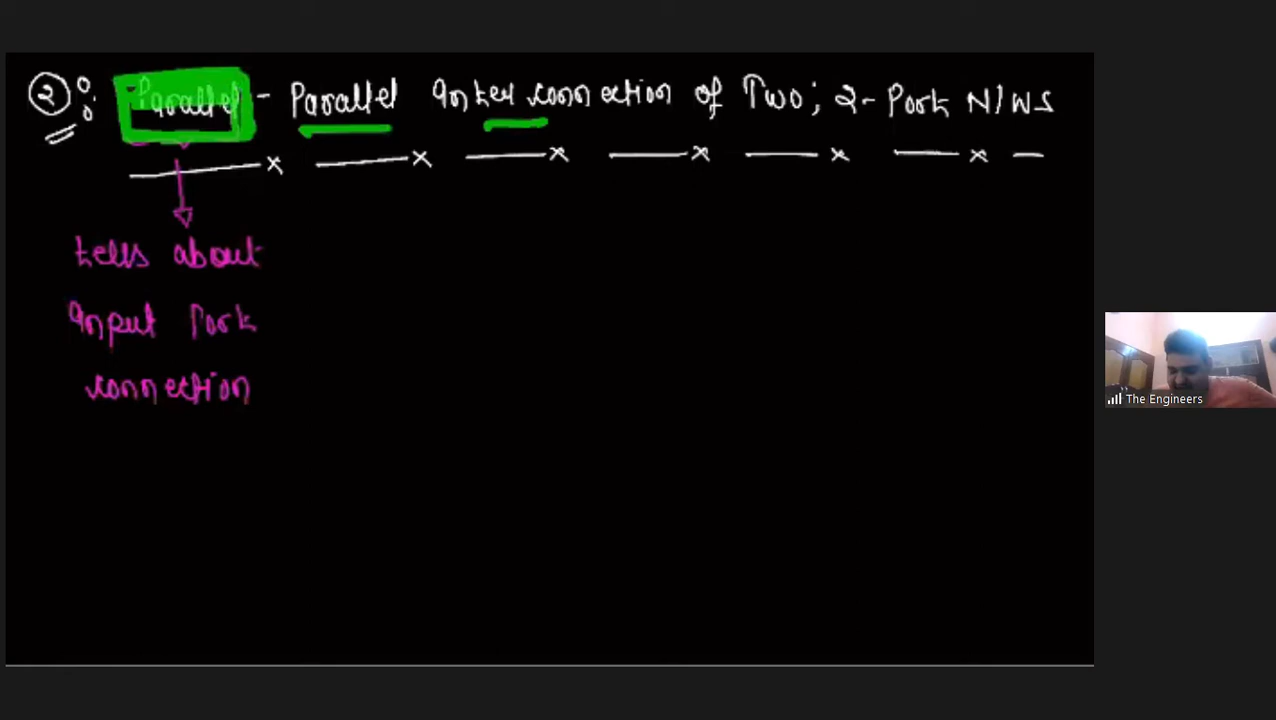 ② : Parallel - Parallel Interconnection of Two; 2-Port N/WS
tells about
Input Port
connection
The Engineers